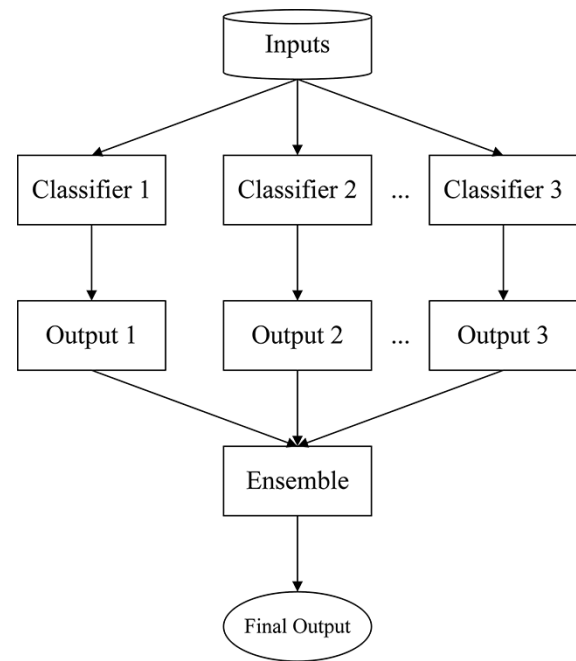 Inputs
Classifier 1
Classifier 2
...
Classifier 3
Output 1
Output 2
...
Output 3
Ensemble
Final Output